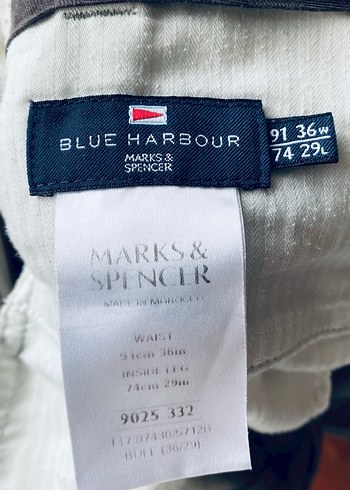 BLUE HARBOUR
MARKS &
SPENCER
91 36W
74 29L
MARKS &
SPENCER
MADE IN MOROCCO
WAIST
91cm 36in
INSIDE LEG
74cm 29in
9025 332
BUFF (36/29)